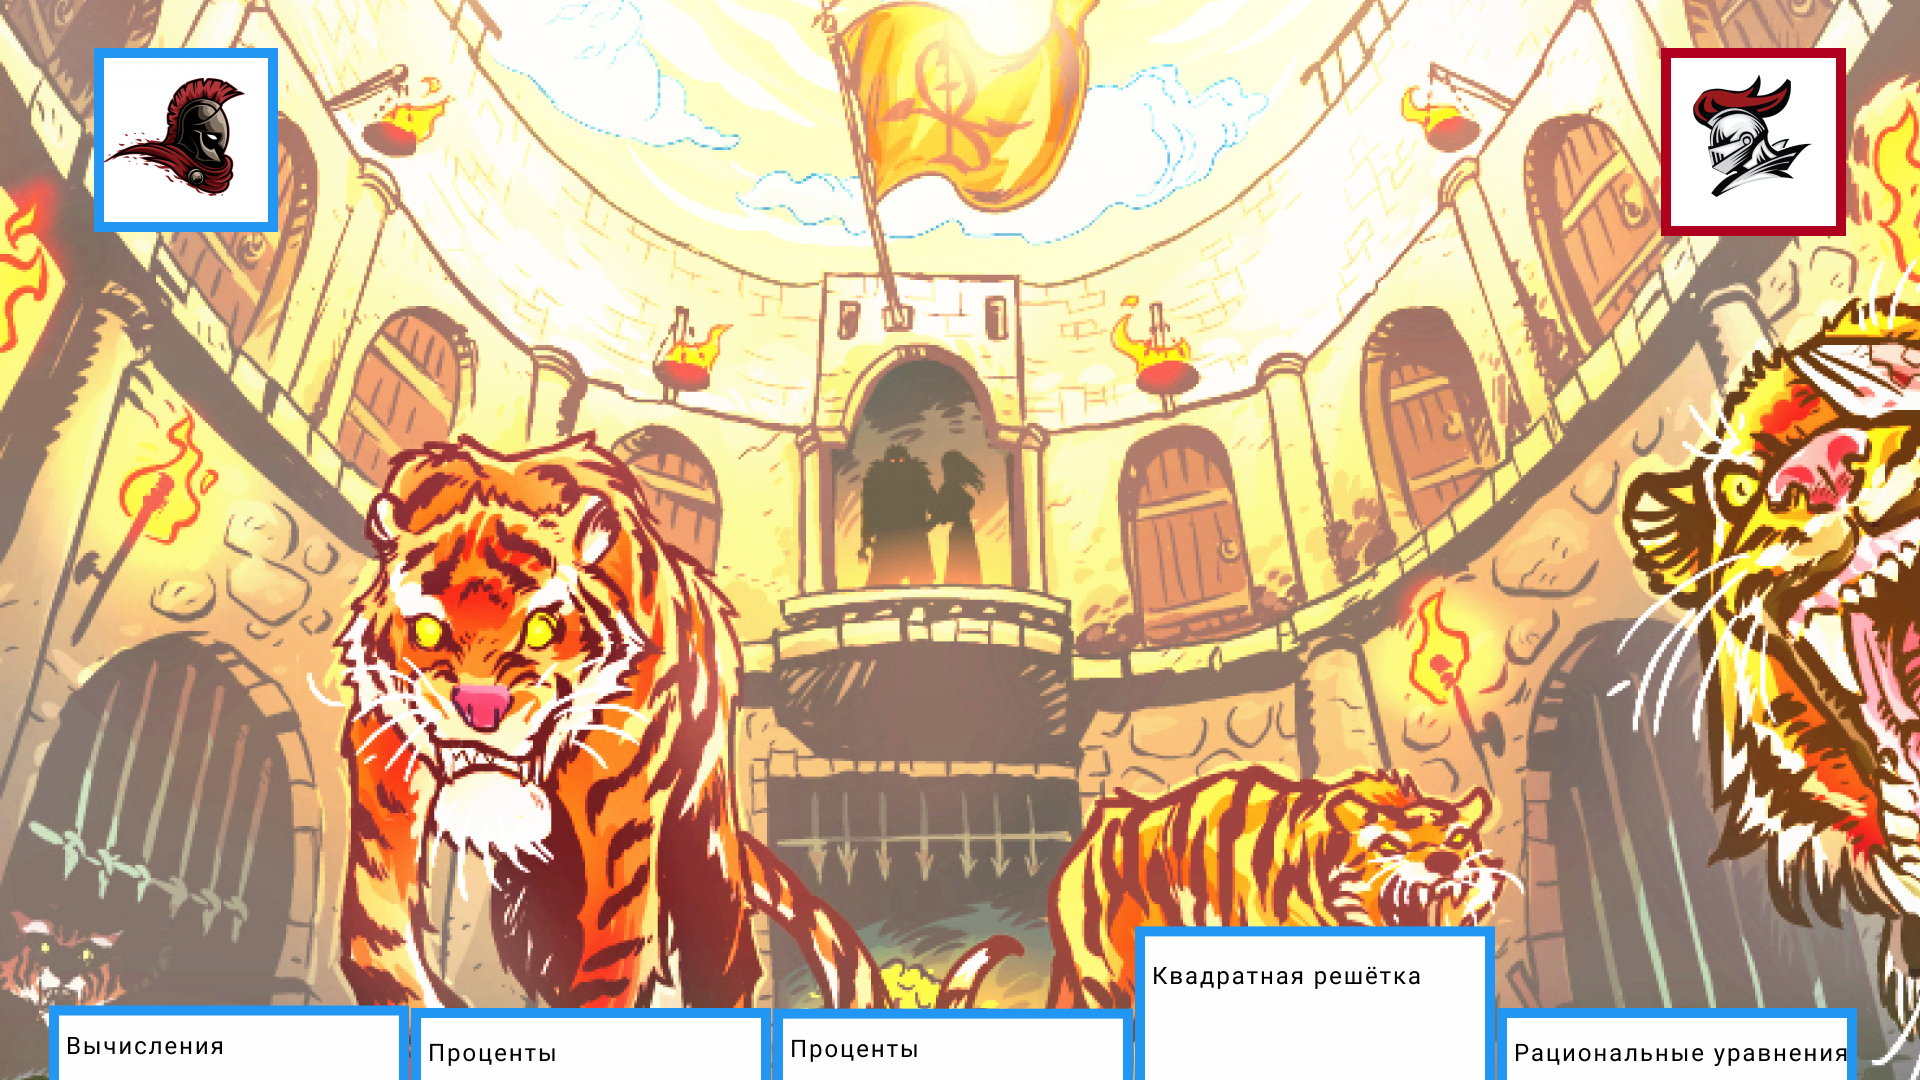 Вычисления
Проценты
Проценты
Квадратная решётка
Рациональные уравнения